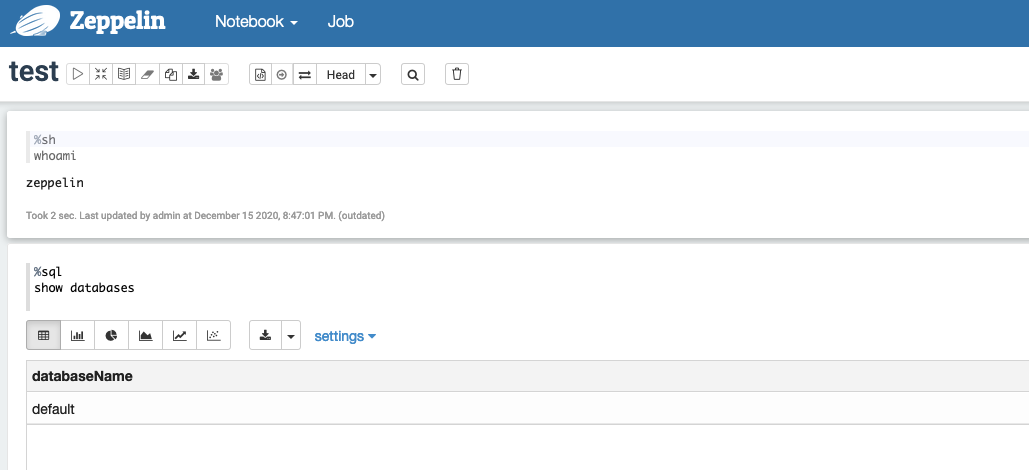 Zeppelin Notebook Job
test Head
%sh
whoami
zeppelin
Took 2 sec. Last updated by admin at December 15 2020, 8:47:01 PM. (outdated)
%sql
show databases
settings
databaseName
default